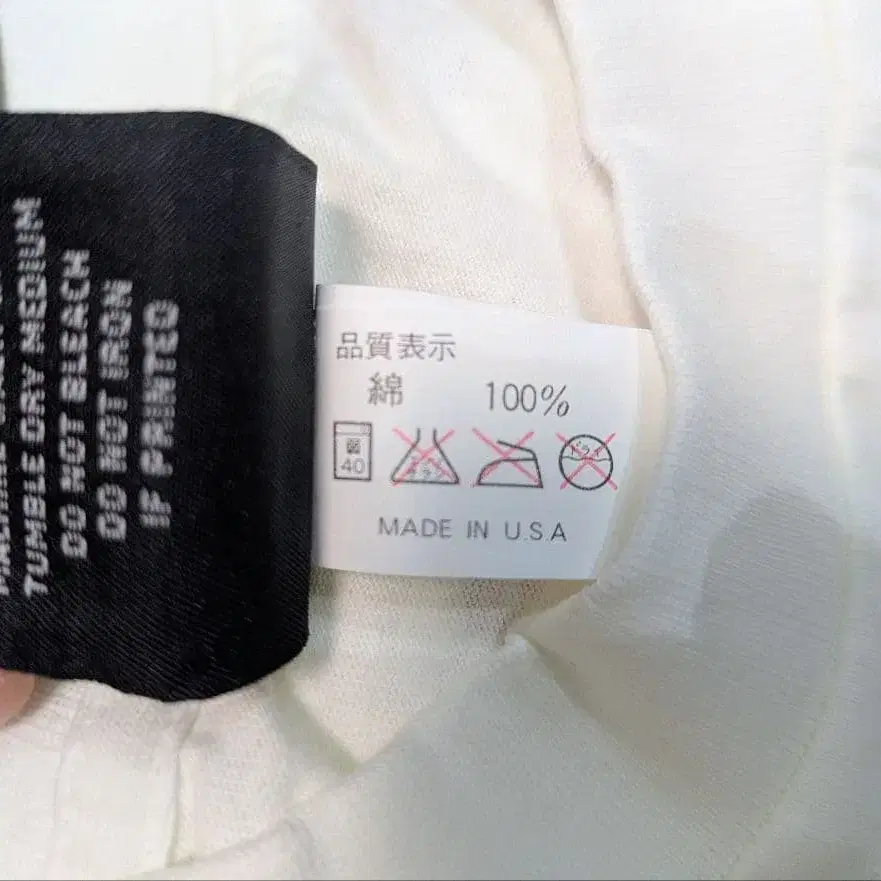 TUMBLE DRY MEDIUM
DO NOT BLEACH
DO NOT IRON
IF PRINTED
品質表示
綿 100%
40
MADE IN U.S.A